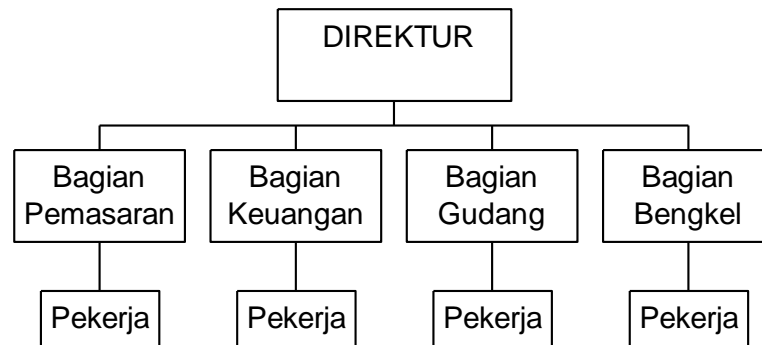 DIREKTUR
Bagian
Pemasaran
Bagian
Keuangan
Bagian
Gudang
Bagian
Bengkel
Pekerja
Pekerja
Pekerja
Pekerja